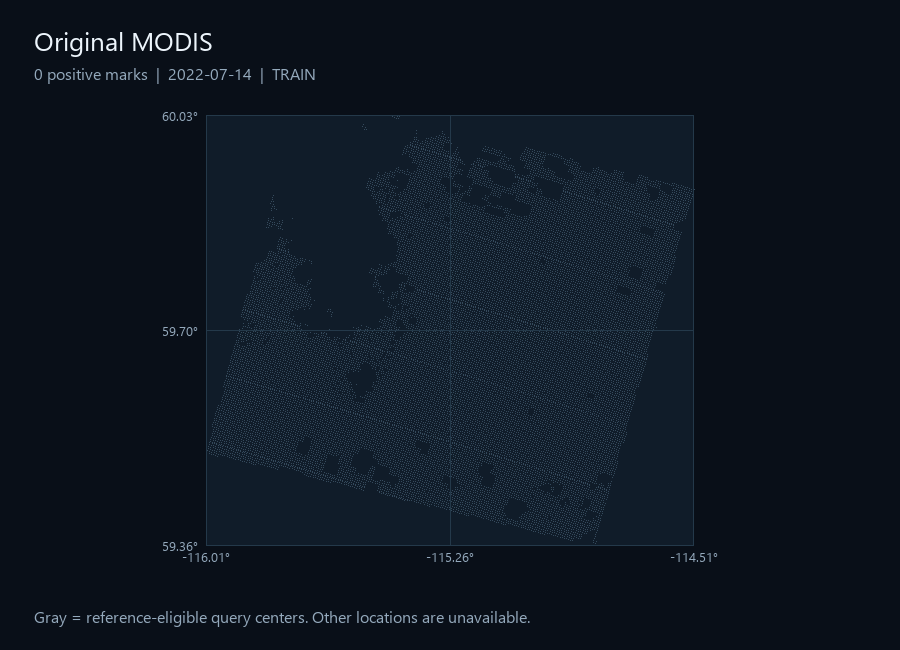 Original MODIS
0 positive marks | 2022-07-14 | TRAIN
60.03°
59.70°
59.36°
-116.01°
-115.26°
-114.51°
Gray = reference-eligible query centers. Other locations are unavailable.